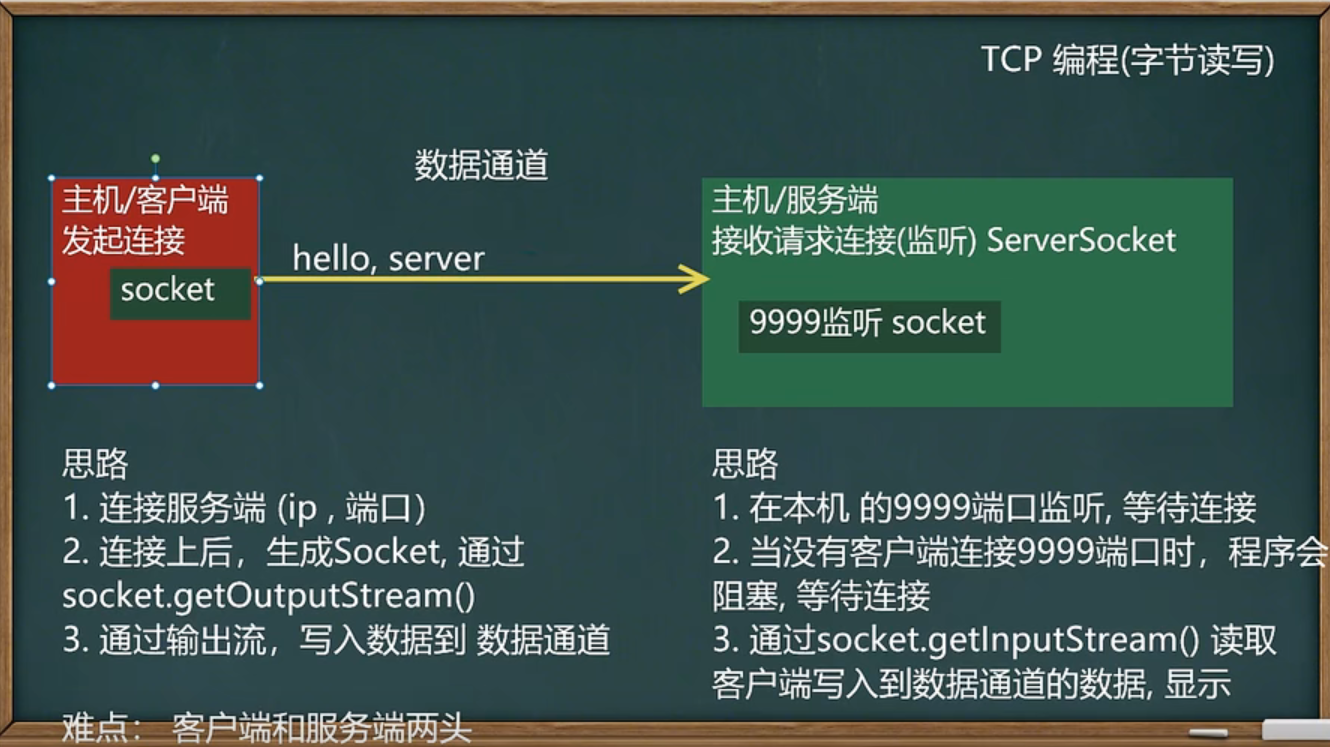 TCP 编程(字节读写)
数据通道
主机/客户端
发起连接
socket
hello, server
主机/服务端
接收请求连接(监听) ServerSocket
9999监听 socket
思路
1. 连接服务端 (ip , 端口）
2. 连接上后，生成Socket, 通过
socket.getOutputStream()
3. 通过输出流，写入数据到 数据通道
难点： 客户端和服务端两头
思路
1. 在本机 的9999端口监听, 等待连接
2. 当没有客户端连接9999端口时，程序会
阻塞, 等待连接
3. 通过socket.getInputStream() 读取
客户端写入到数据通道的数据, 显示